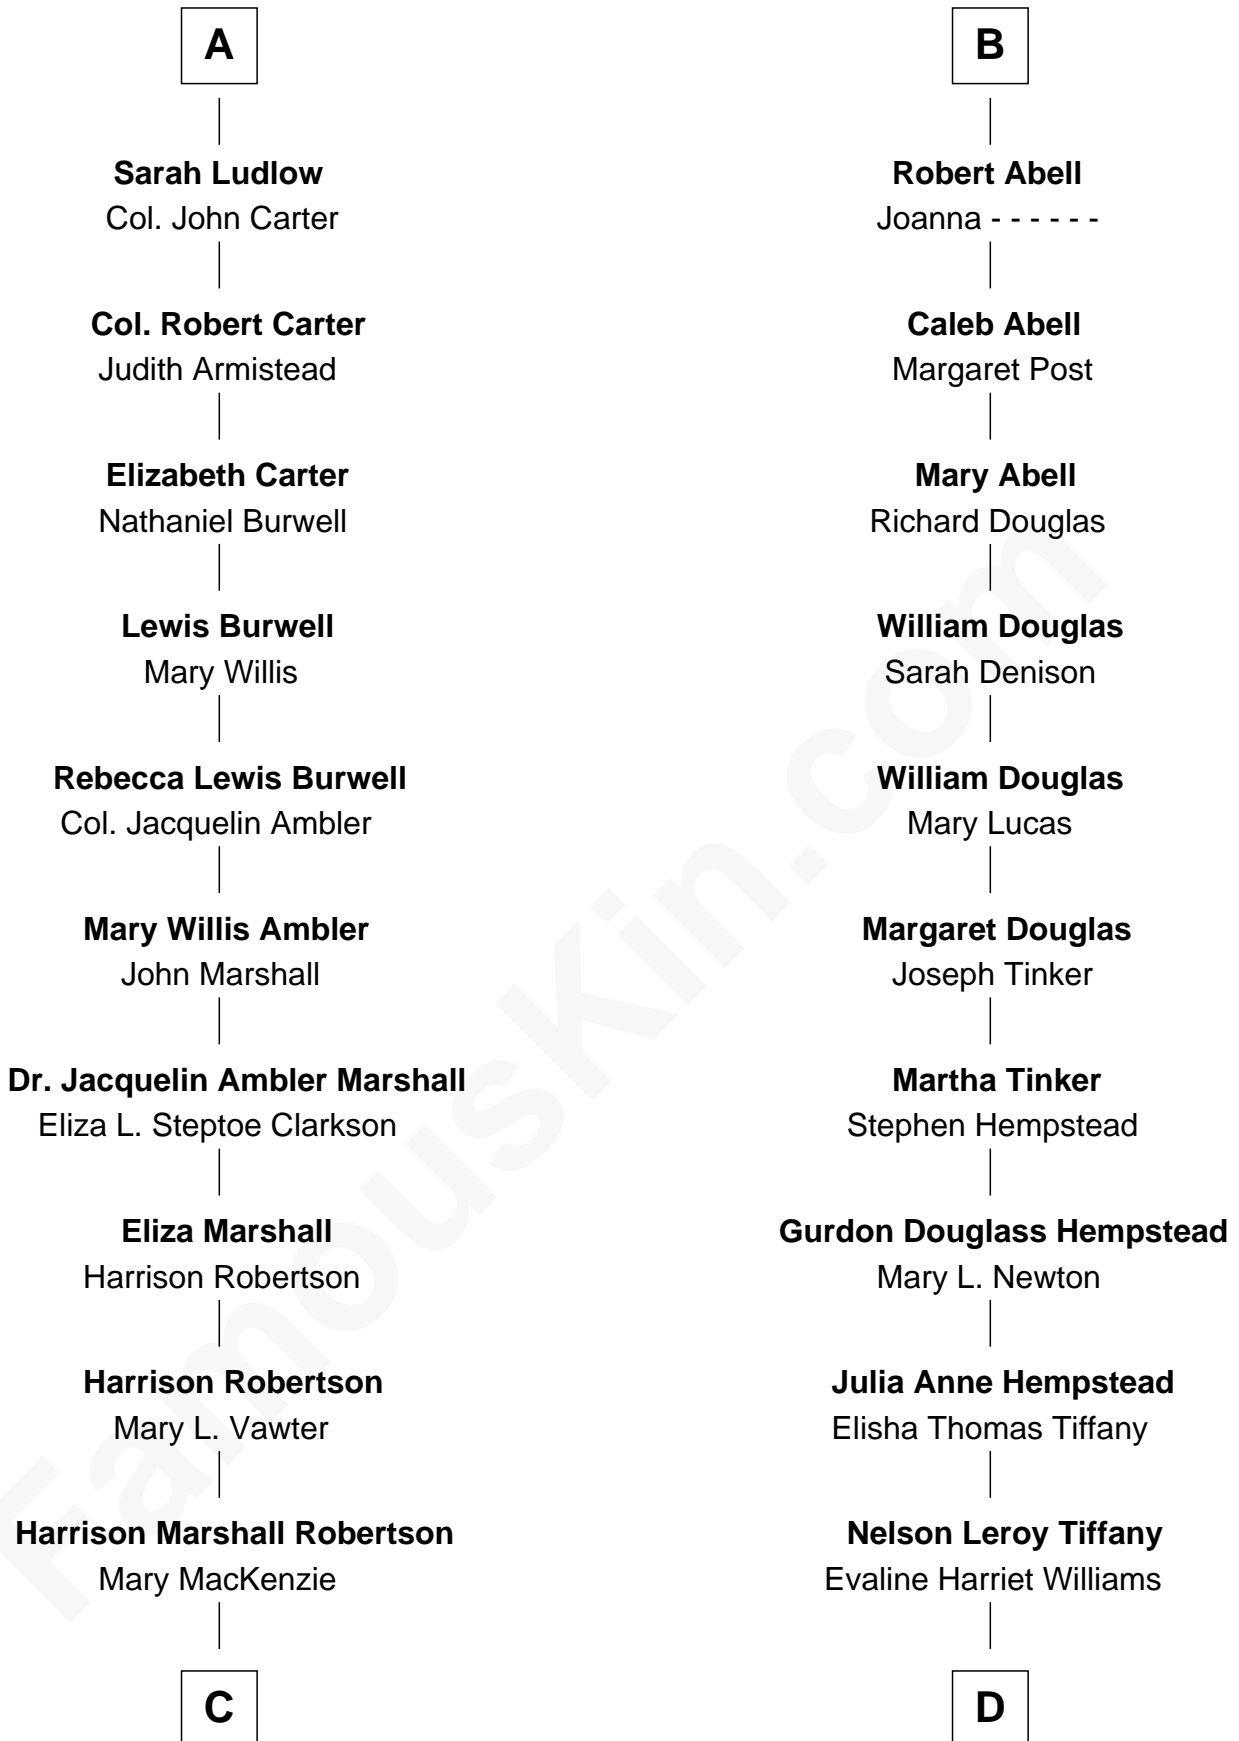 A
Sarah Ludlow
Col. John Carter
Col. Robert Carter
Judith Armistead
Elizabeth Carter
Nathaniel Burwell
Lewis Burwell
Mary Willis
Rebecca Lewis Burwell
Col. Jacquelin Ambler
Mary Willis Ambler
John Marshall
Dr. Jacquelin Ambler Marshall
Eliza L. Steptoe Clarkson
Eliza Marshall
Harrison Robertson
Harrison Robertson
Mary L. Vawter
Harrison Marshall Robertson
Mary MacKenzie
C
B
Robert Abell
Joanna - - - - - -
Caleb Abell
Margaret Post
Mary Abell
Richard Douglas
William Douglas
Sarah Denison
William Douglas
Mary Lucas
Margaret Douglas
Joseph Tinker
Martha Tinker
Stephen Hempstead
Gurdon Douglass Hempstead
Mary L. Newton
Julia Anne Hempstead
Elisha Thomas Tiffany
Nelson Leroy Tiffany
Evaline Harriet Williams
D
FamousKin.com